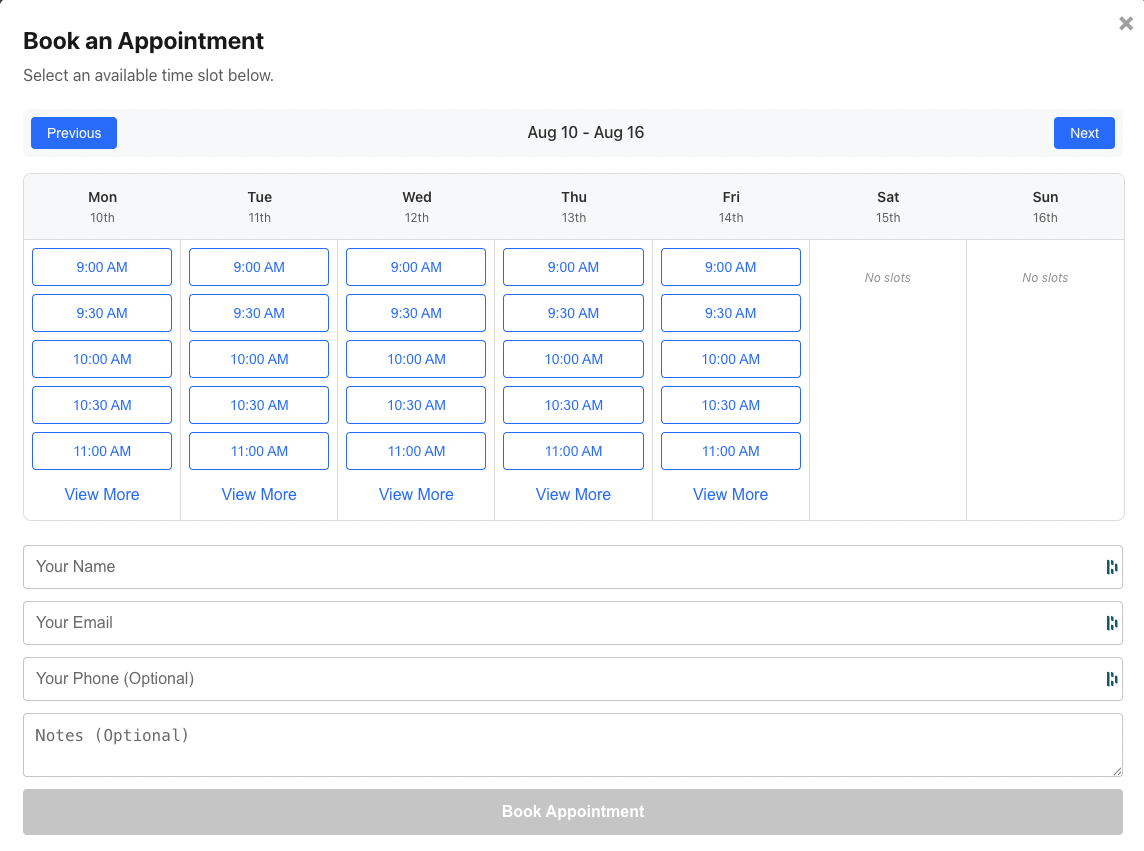 ×
Book an Appointment
Select an available time slot below.
Previous Aug 10 - Aug 16 Next
Mon Tue Wed Thu Fri Sat Sun
10th 11th 12th 13th 14th 15th 16th
9:00 AM 9:00 AM 9:00 AM 9:00 AM 9:00 AM No slots No slots
9:30 AM 9:30 AM 9:30 AM 9:30 AM 9:30 AM
10:00 AM 10:00 AM 10:00 AM 10:00 AM 10:00 AM
10:30 AM 10:30 AM 10:30 AM 10:30 AM 10:30 AM
11:00 AM 11:00 AM 11:00 AM 11:00 AM 11:00 AM
View More View More View More View More View More
Your Name
Your Email
Your Phone (Optional)
Notes (Optional)
Book Appointment